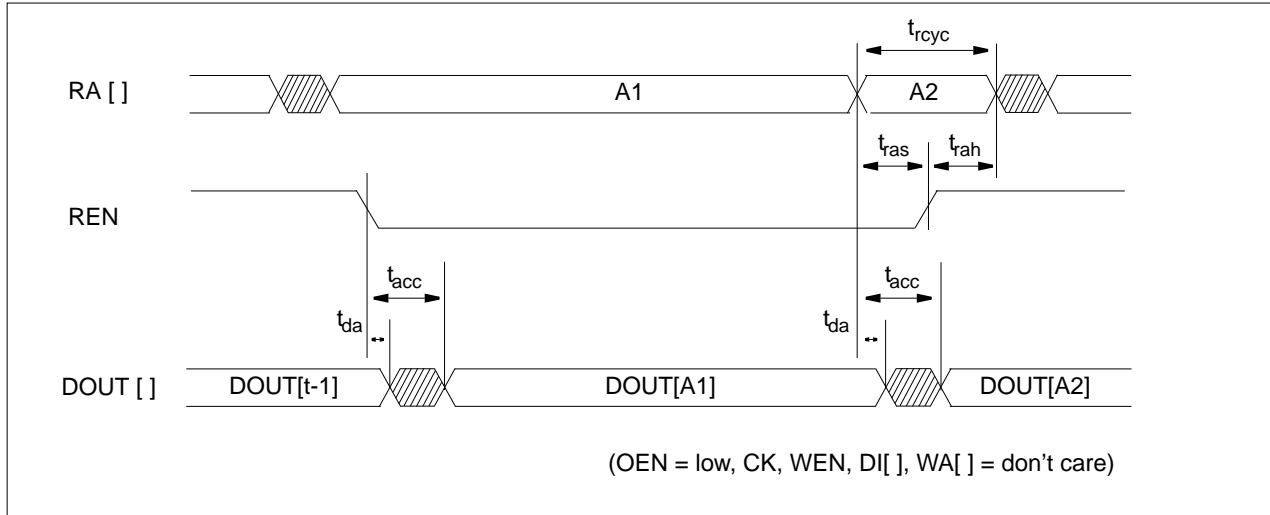 trcyc
RA [ ]
A1
A2
tras
trah
REN
tacc
tacc
tda
tda
DOUT [ ]
DOUT[t-1]
DOUT[A1]
DOUT[A2]
(OEN = low, CK, WEN, DI[ ], WA[ ] = don't care)